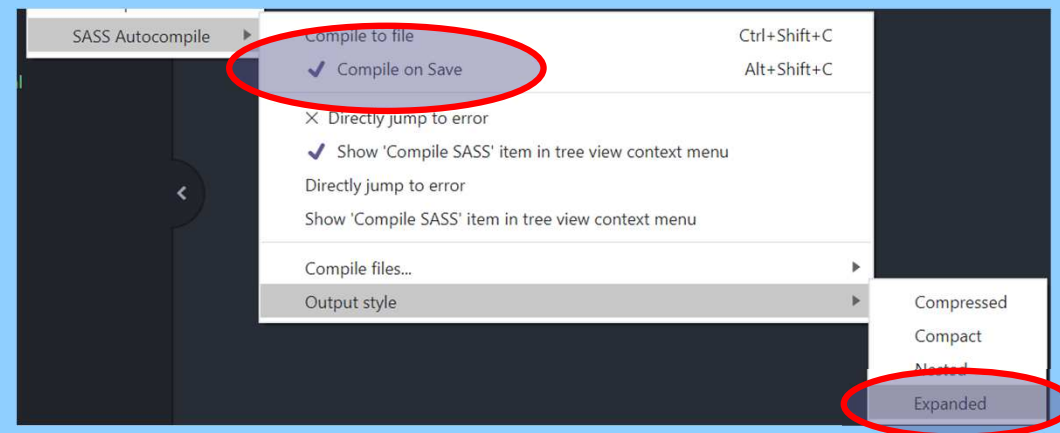 SASS Autocompile
Compile to file Ctrl+Shift+C
Compile on Save Alt+Shift+C
Directly jump to error
Show 'Compile SASS' item in tree view context menu
Directly jump to error
Show 'Compile SASS' item in tree view context menu
Compile files...
Output style
Compressed
Compact
Nested
Expanded